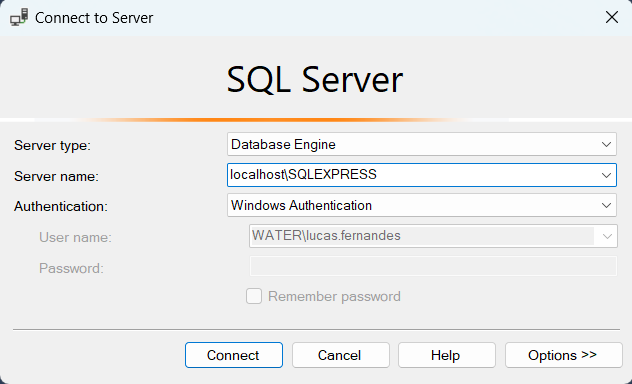 Connect to Server
SQL Server
Server type: Database Engine
Server name: localhost\SQLEXPRESS
Authentication: Windows Authentication
User name: WATER\lucas.fernandes
Password:
Remember password
Connect Cancel Help Options >>